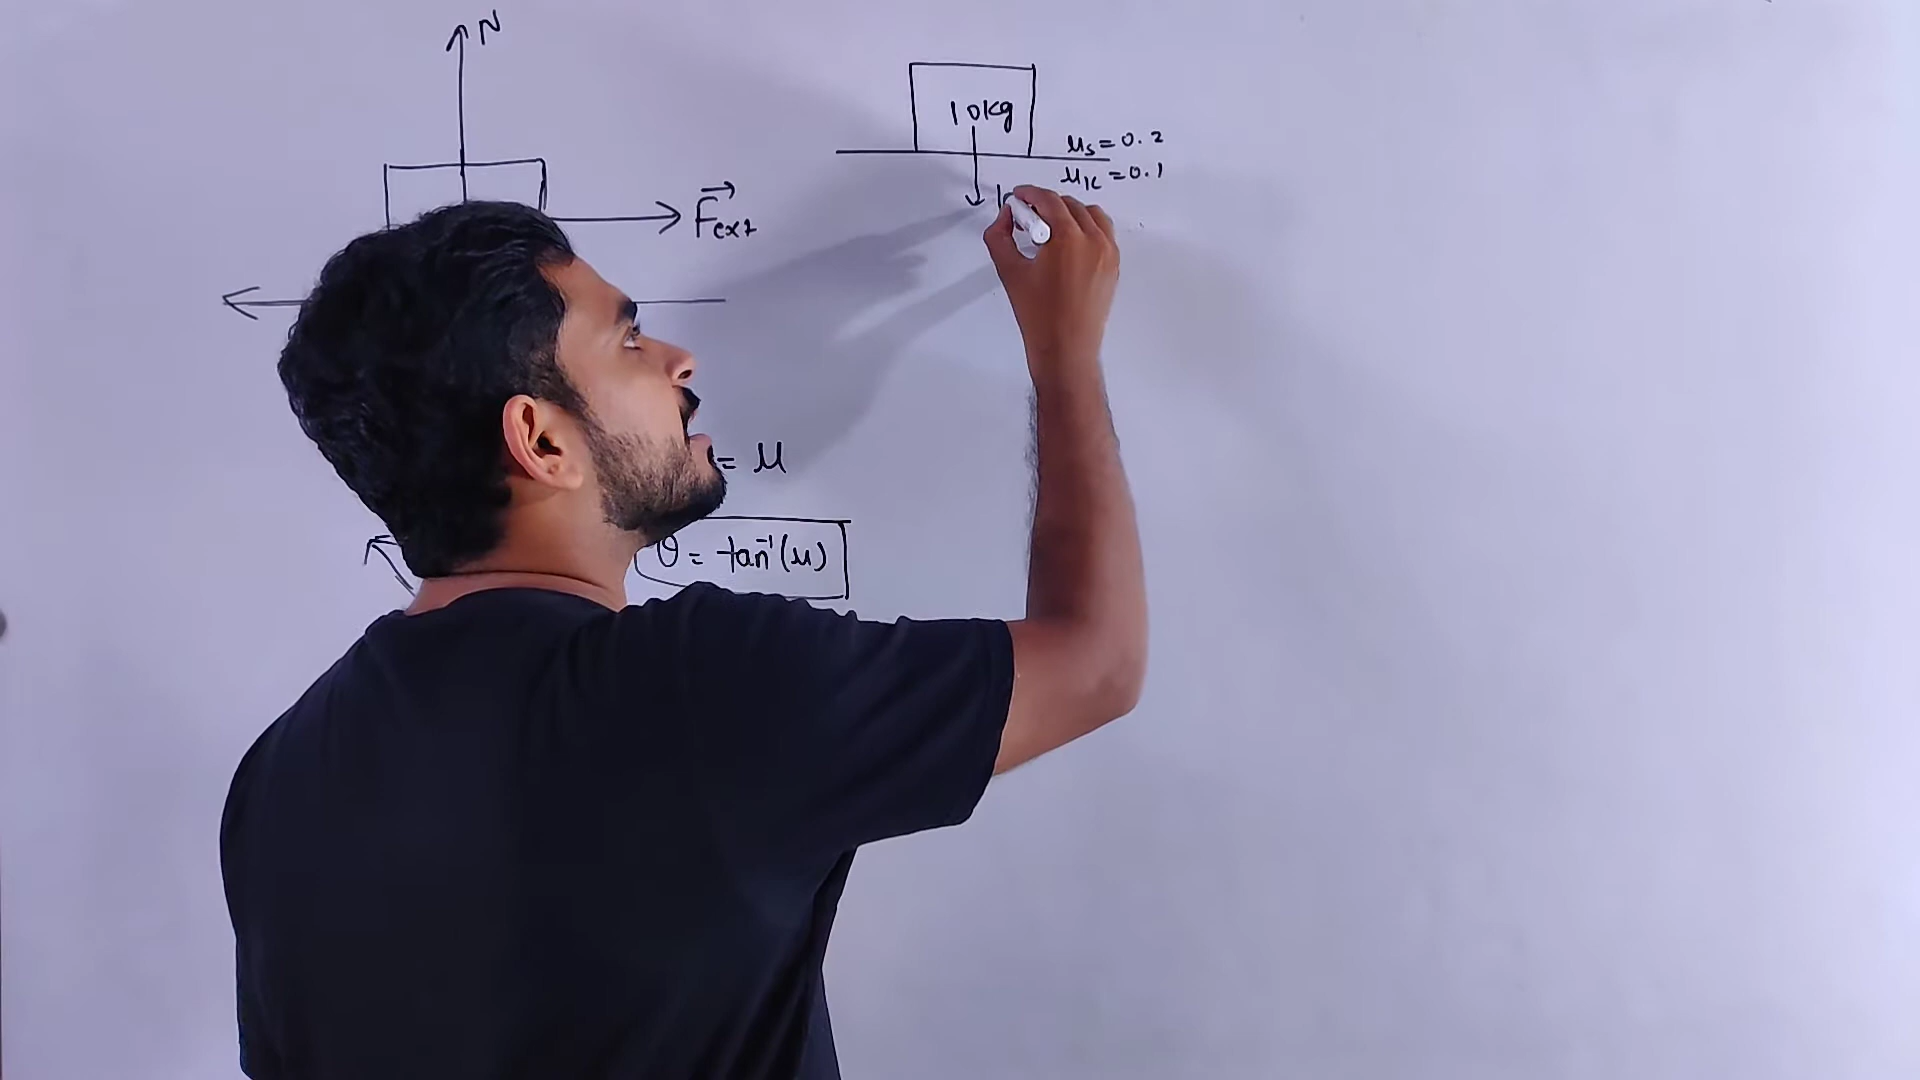 N
F⃗ext
= μ
θ = tan⁻¹(μ)
10kg
μs = 0.2
μk = 0.1